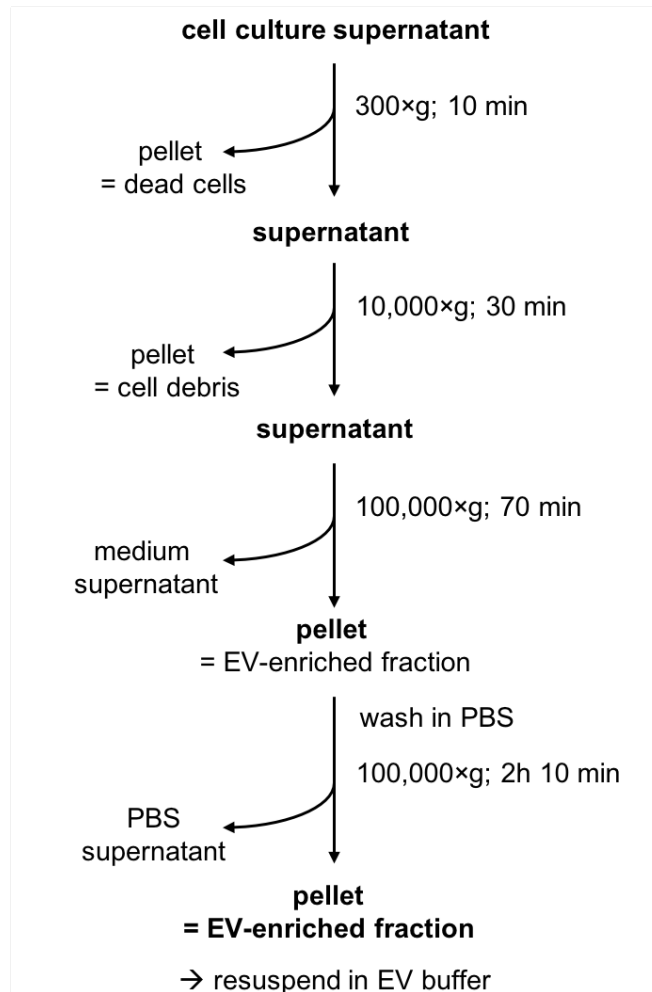 cell culture supernatant
300×g; 10 min
pellet
= dead cells
supernatant
10,000×g; 30 min
pellet
= cell debris
supernatant
100,000×g; 70 min
medium
supernatant
pellet
= EV-enriched fraction
wash in PBS
100,000×g; 2h 10 min
PBS
supernatant
pellet
= EV-enriched fraction
→ resuspend in EV buffer